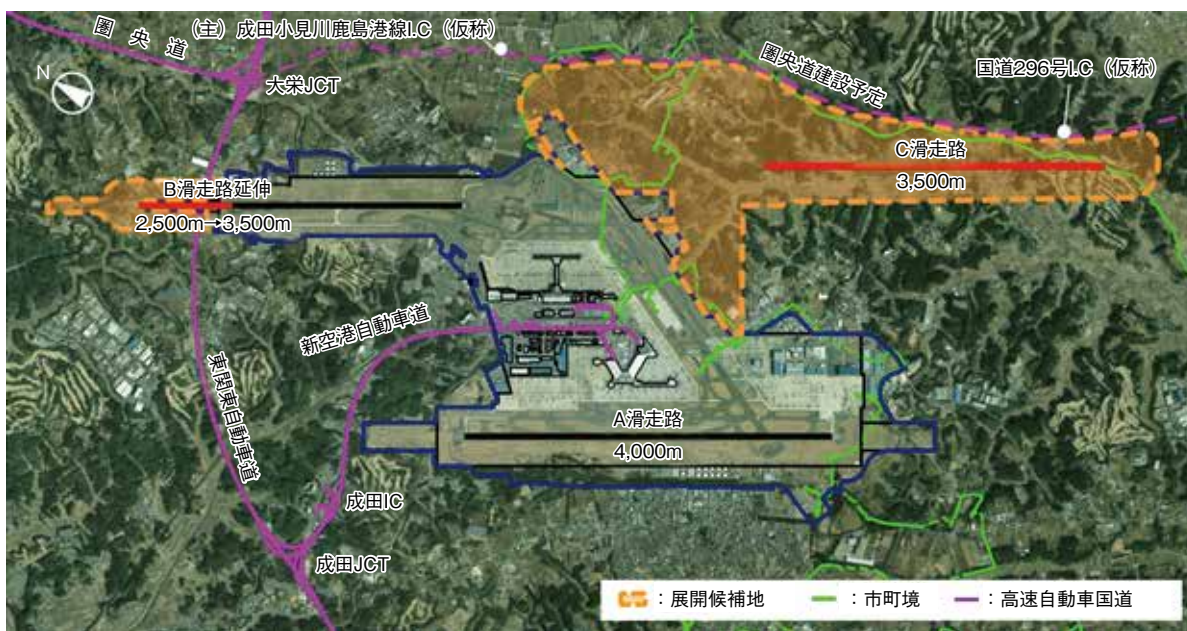 圏央道
(主)成田小見川鹿島港線I.C(仮称)
N
大栄JCT
圏央道建設予定
国道296号I.C(仮称)
C滑走路
3,500m
B滑走路延伸
2,500m→3,500m
新空港自動車道
東関東自動車道
A滑走路
4,000m
成田IC
成田JCT
:展開候補地 :市町境 :高速自動車国道